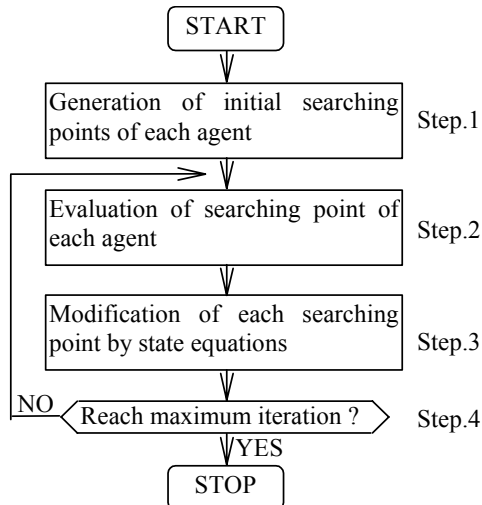 START
Generation of initial searching
points of each agent
Step.1
Evaluation of searching point of
each agent
Step.2
Modification of each searching
point by state equations
Step.3
NO
Reach maximum iteration ?
Step.4
YES
STOP